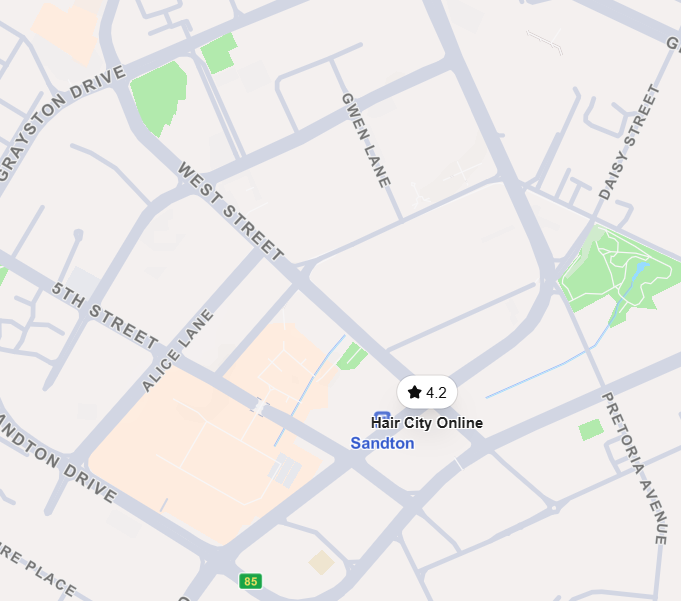 GRAYSTON DRIVE
GWEN LANE
DAISY STREET
WEST STREET
5TH STREET
ALICE LANE
4.2
Hair City Online
Sandton
PRETORIA AVENUE
ANDTON DRIVE
85
IRE PLACE